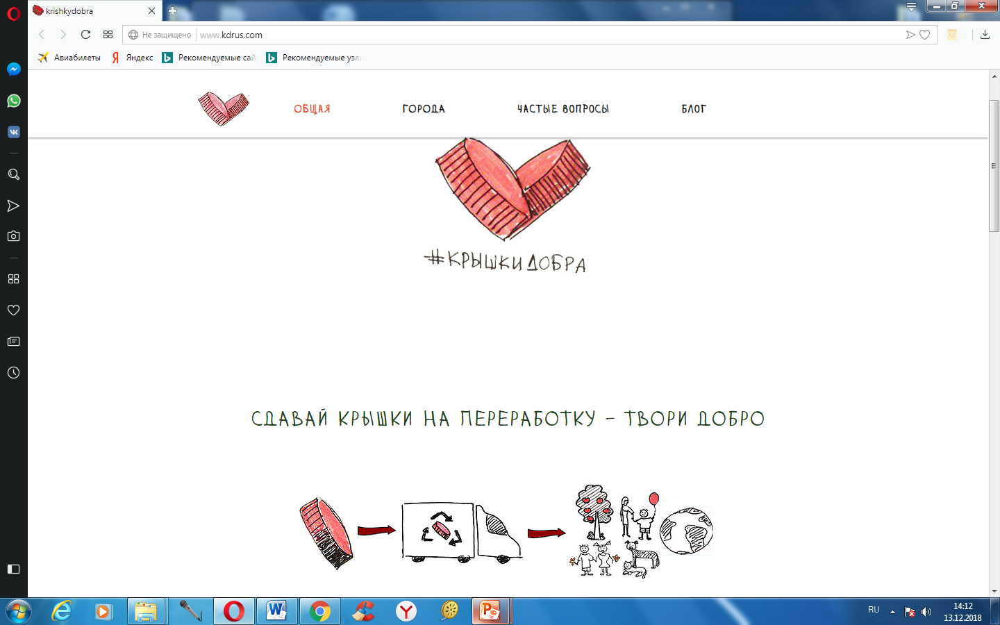 krishkydobra
Не защищено www.kdrus.com
Авиабилеты Яндекс Рекомендуемые сай Рекомендуемые узл
ОБЩАЯ ГОРОДА ЧАСТЫЕ ВОПРОСЫ БЛОГ
#КРЫШКИДОБРА
СДАВАЙ КРЫШКИ НА ПЕРЕРАБОТКУ - ТВОРИ ДОБРО
RU
14:12
13.12.2018